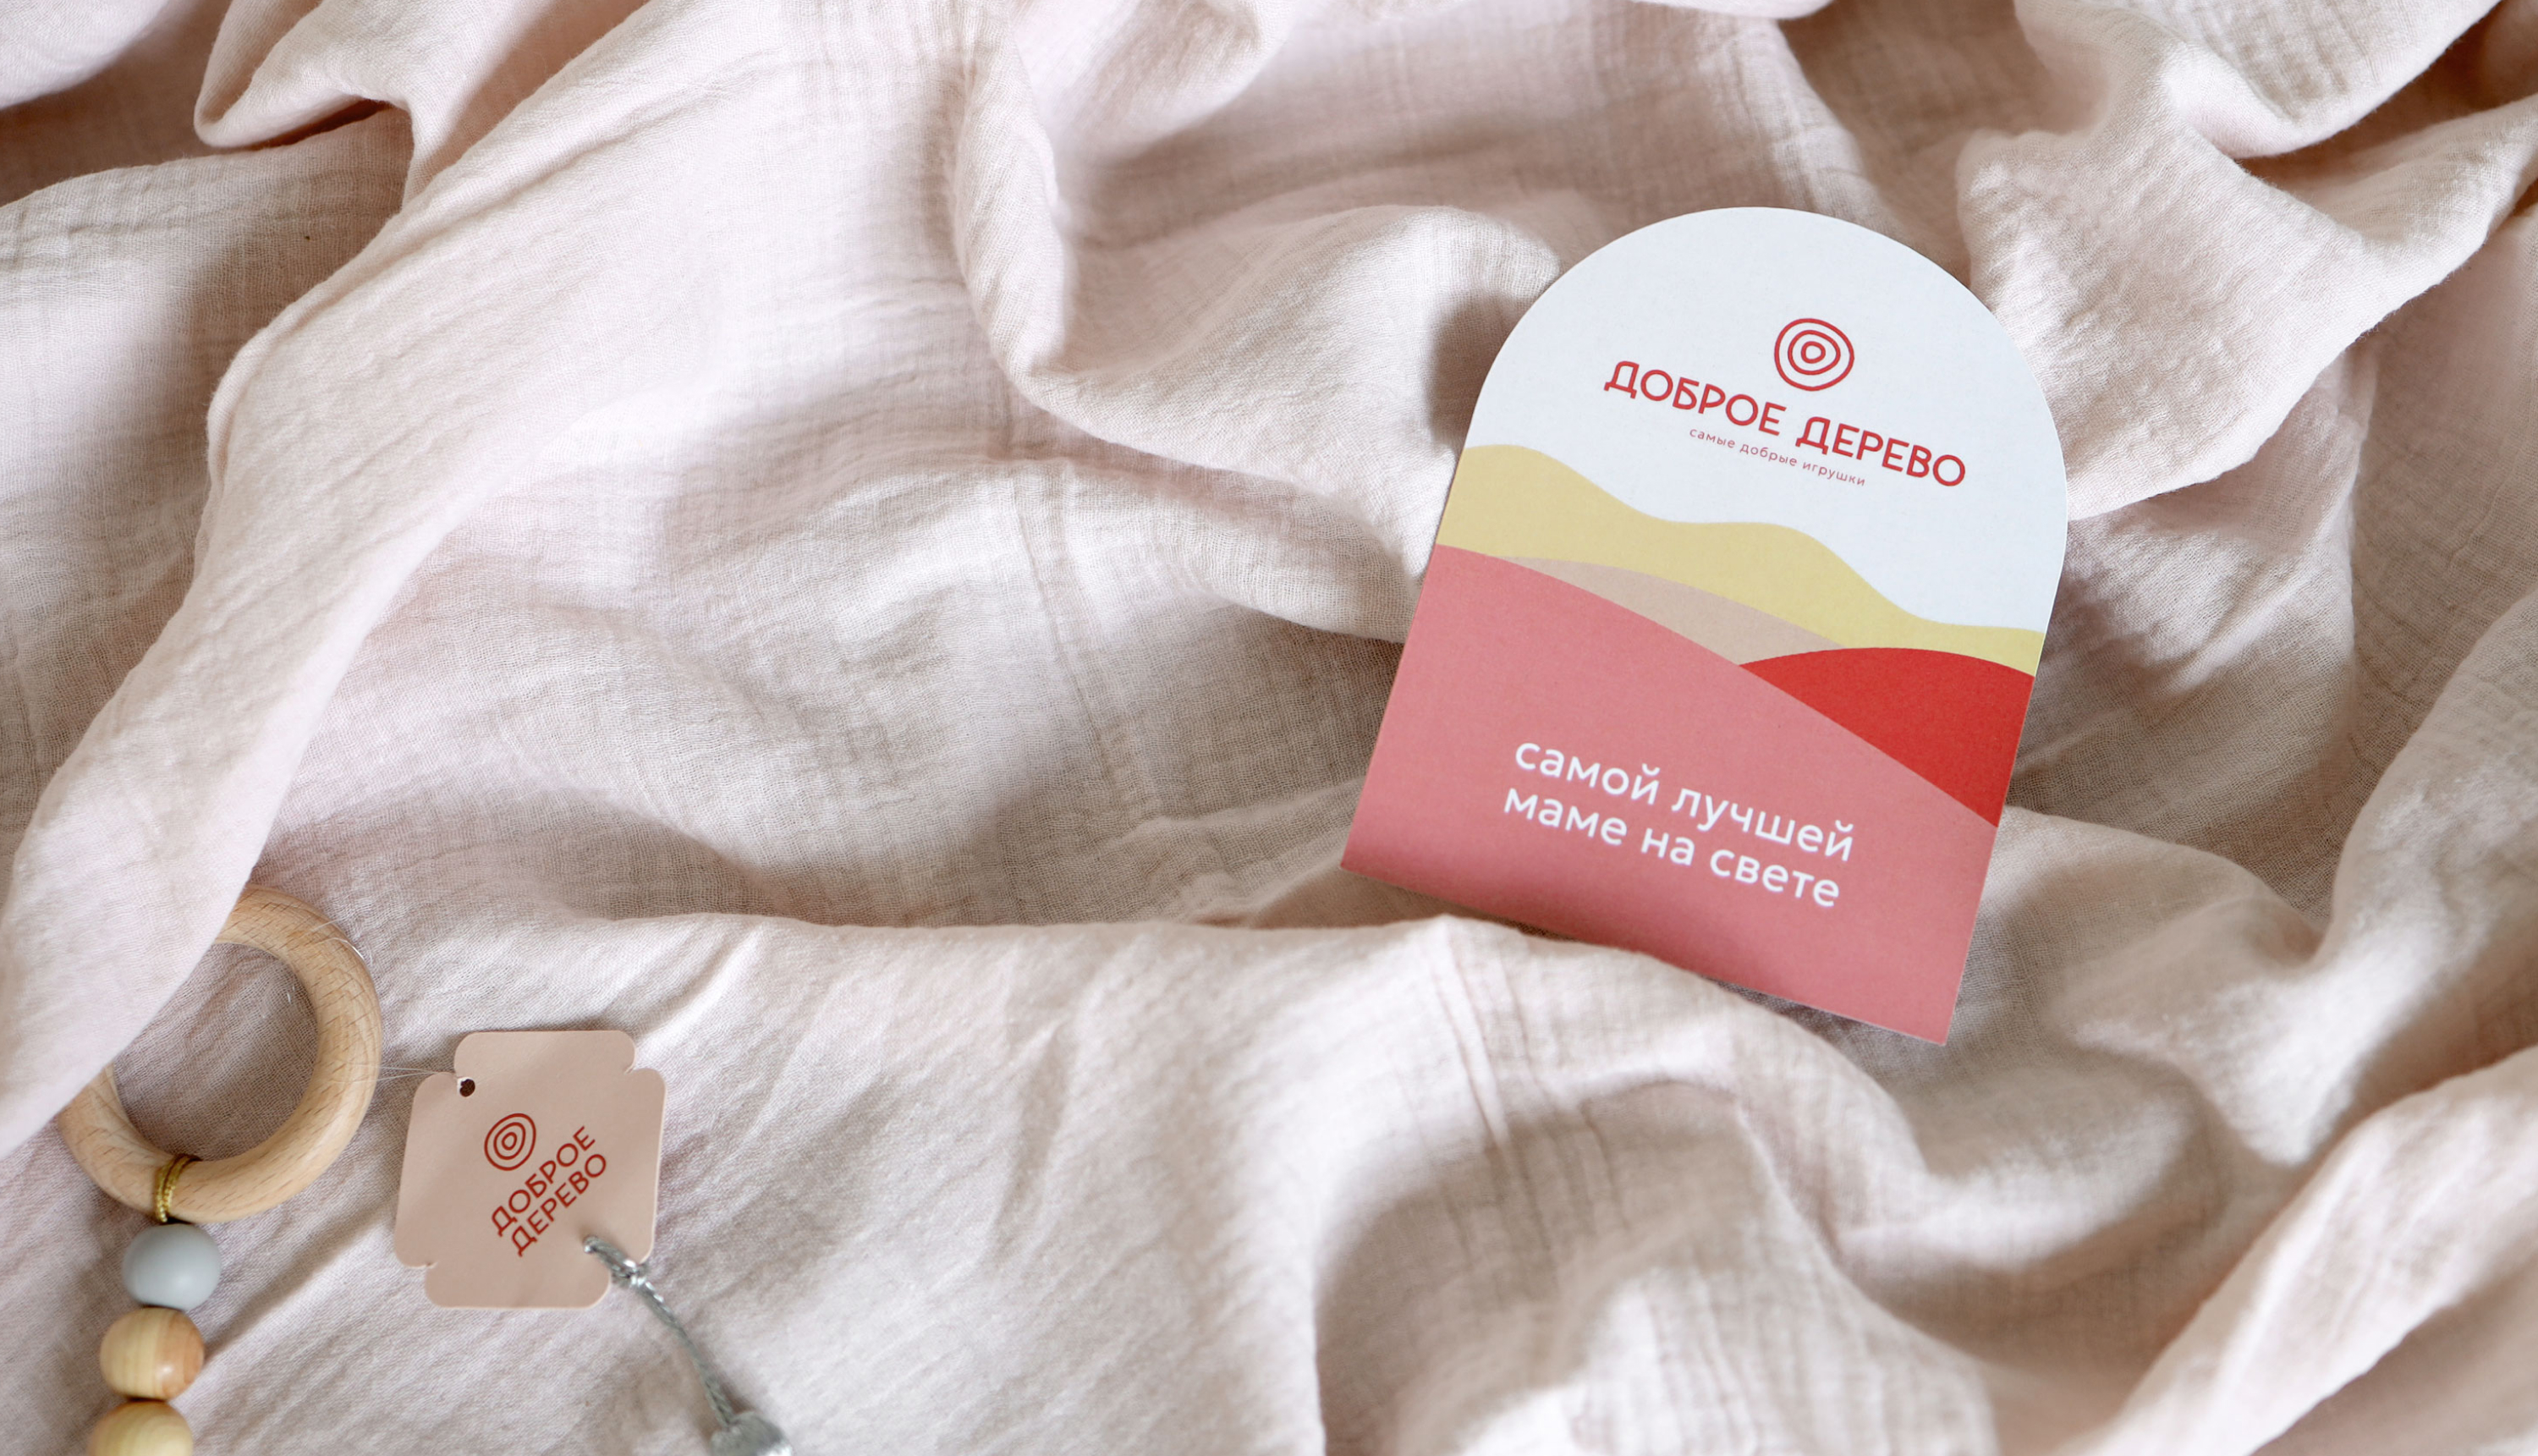 ДОБРОЕ ДЕРЕВО
самые добрые игрушки
самой лучшей
маме на свете
ДОБРОЕ
ДЕРЕВО